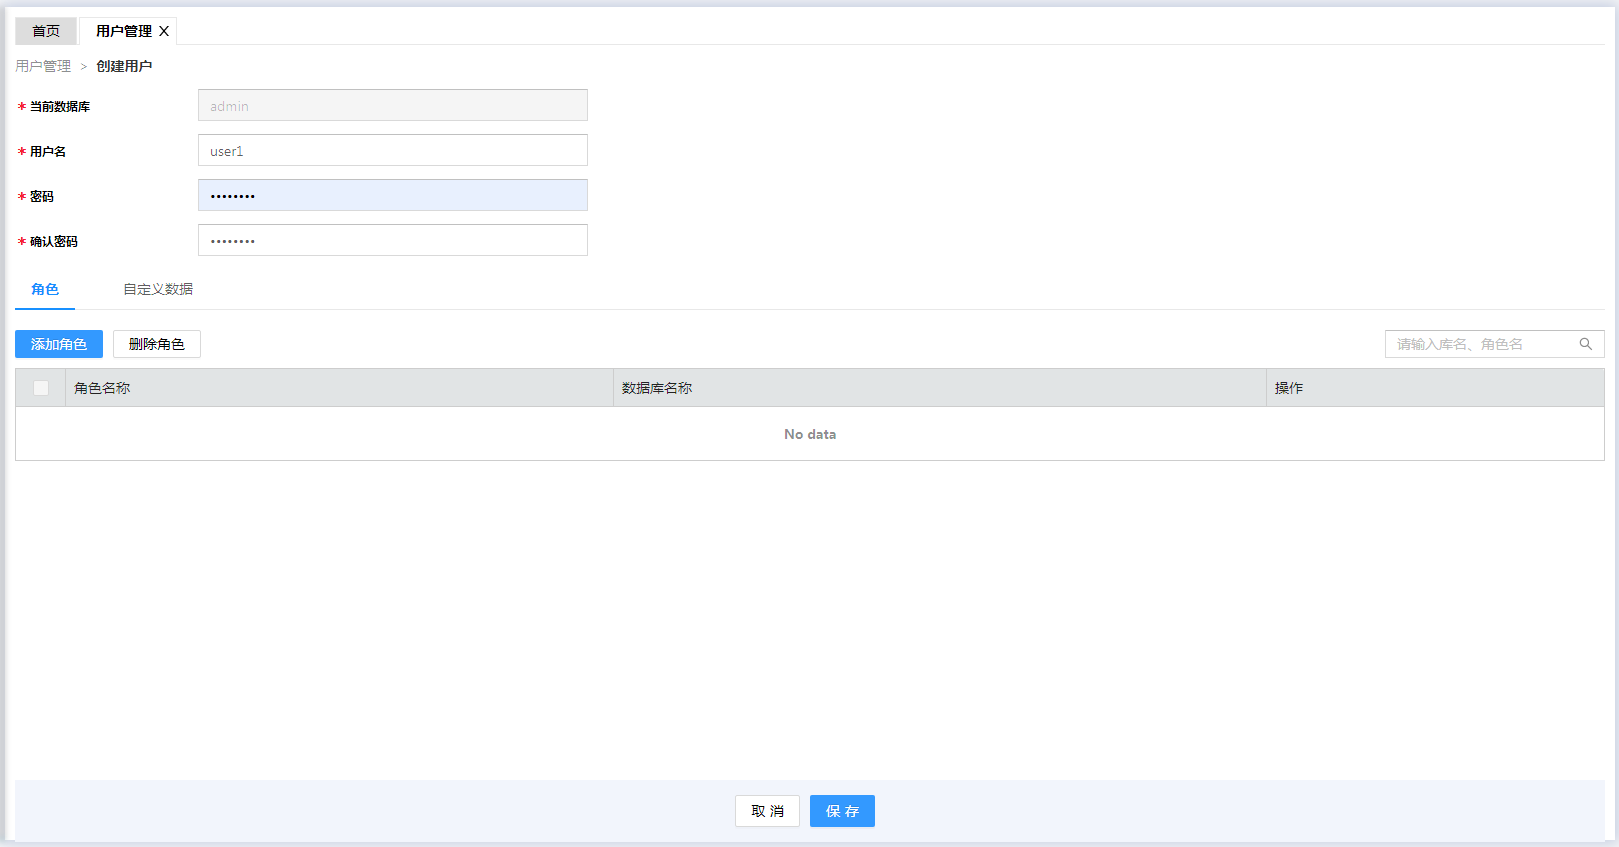 首页 用户管理 X
用户管理 > 创建用户
* 当前数据库 admin
* 用户名 user1
* 密码 ••••••••
* 确认密码 ••••••••
角色 自定义数据
添加角色 删除角色 请输入库名、角色名
角色名称 数据库名称 操作
No data
取 消 保 存